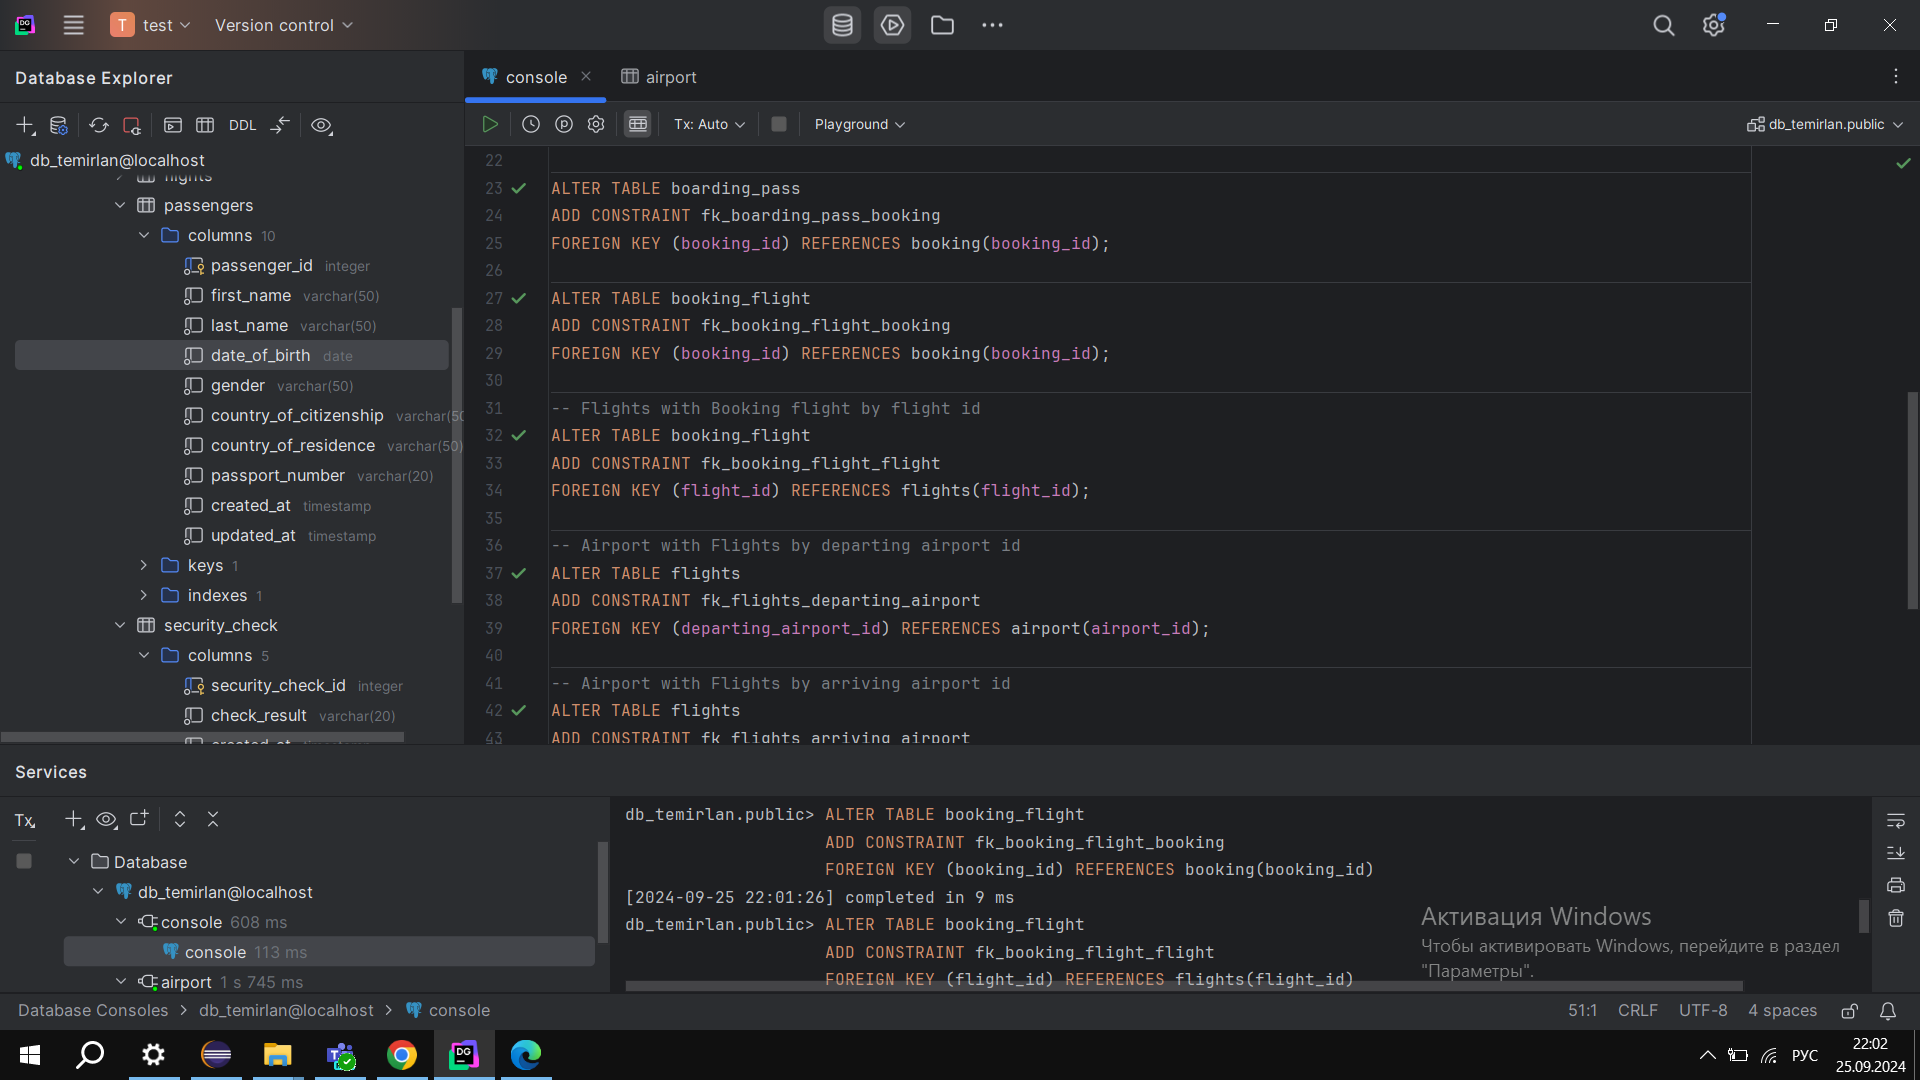 T test Version control
Database Explorer
console airport
DDL
Tx: Auto Playground db_temirlan.public
db_temirlan@localhost
flights
passengers
columns 10
passenger_id integer
first_name varchar(50)
last_name varchar(50)
date_of_birth date
gender varchar(50)
country_of_citizenship varchar(50
country_of_residence varchar(50)
passport_number varchar(20)
created_at timestamp
updated_at timestamp
keys 1
indexes 1
security_check
columns 5
security_check_id integer
check_result varchar(20)
created_at timestamp
22
23 ALTER TABLE boarding_pass
24 ADD CONSTRAINT fk_boarding_pass_booking
25 FOREIGN KEY (booking_id) REFERENCES booking(booking_id);
26
27 ALTER TABLE booking_flight
28 ADD CONSTRAINT fk_booking_flight_booking
29 FOREIGN KEY (booking_id) REFERENCES booking(booking_id);
30
31 -- Flights with Booking flight by flight id
32 ALTER TABLE booking_flight
33 ADD CONSTRAINT fk_booking_flight_flight
34 FOREIGN KEY (flight_id) REFERENCES flights(flight_id);
35
36 -- Airport with Flights by departing airport id
37 ALTER TABLE flights
38 ADD CONSTRAINT fk_flights_departing_airport
39 FOREIGN KEY (departing_airport_id) REFERENCES airport(airport_id);
40
41 -- Airport with Flights by arriving airport id
42 ALTER TABLE flights
43 ADD CONSTRAINT fk_flights_arriving_airport
Services
Tx
Database
db_temirlan@localhost
console 608 ms
console 113 ms
airport 1 s 745 ms
db_temirlan.public> ALTER TABLE booking_flight
ADD CONSTRAINT fk_booking_flight_booking
FOREIGN KEY (booking_id) REFERENCES booking(booking_id)
[2024-09-25 22:01:26] completed in 9 ms
db_temirlan.public> ALTER TABLE booking_flight
ADD CONSTRAINT fk_booking_flight_flight
FOREIGN KEY (flight_id) REFERENCES flights(flight_id)
Активация Windows
Чтобы активировать Windows, перейдите в раздел
"Параметры".
Database Consoles > db_temirlan@localhost > console
51:1 CRLF UTF-8 4 spaces
DG
РУС
22:02
25.09.2024